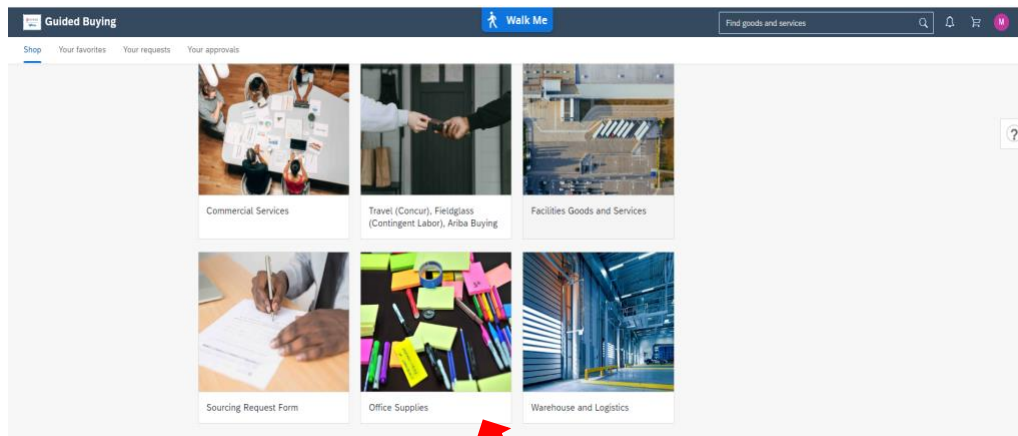 Guided Buying
Walk Me
Find goods and services
M
Shop Your favorites Your requests Your approvals
?
Commercial Services
Travel (Concur), Fieldglass
(Contingent Labor), Ariba Buying
Facilities Goods and Services
Sourcing Request Form
Office Supplies
Warehouse and Logistics